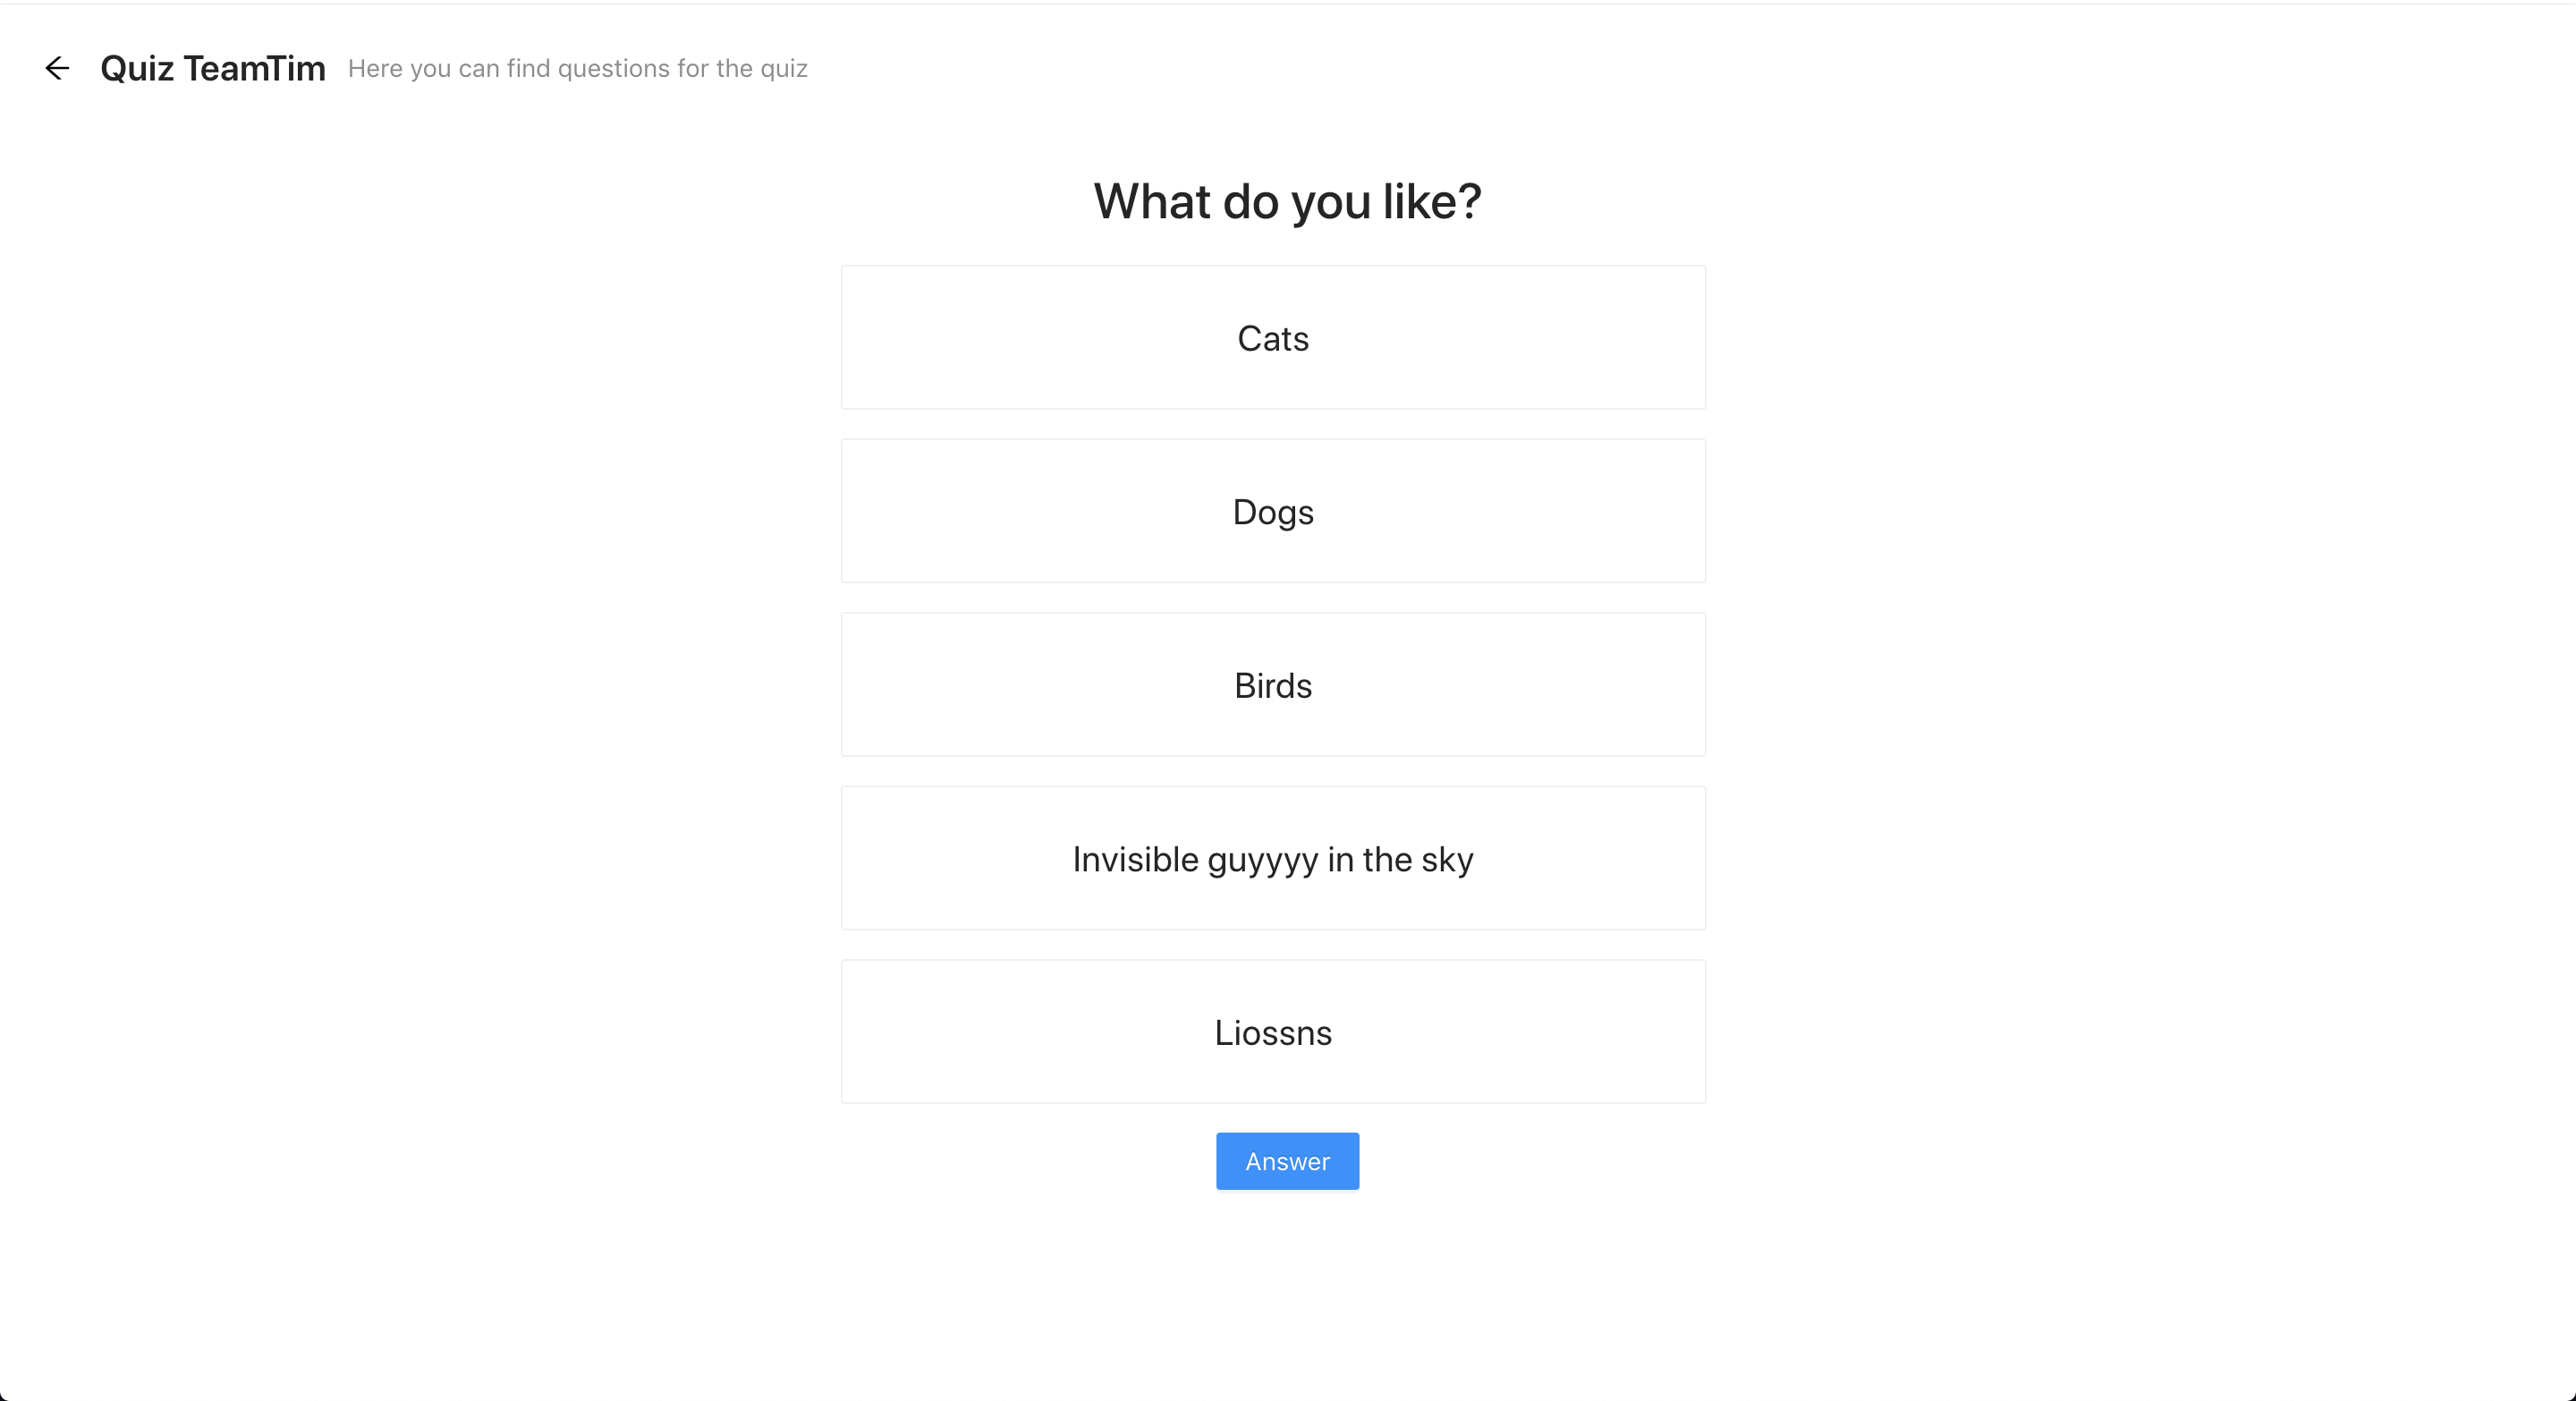 Quiz TeamTim Here you can find questions for the quiz
What do you like?
Cats
Dogs
Birds
Invisible guyyyy in the sky
Liossns
Answer